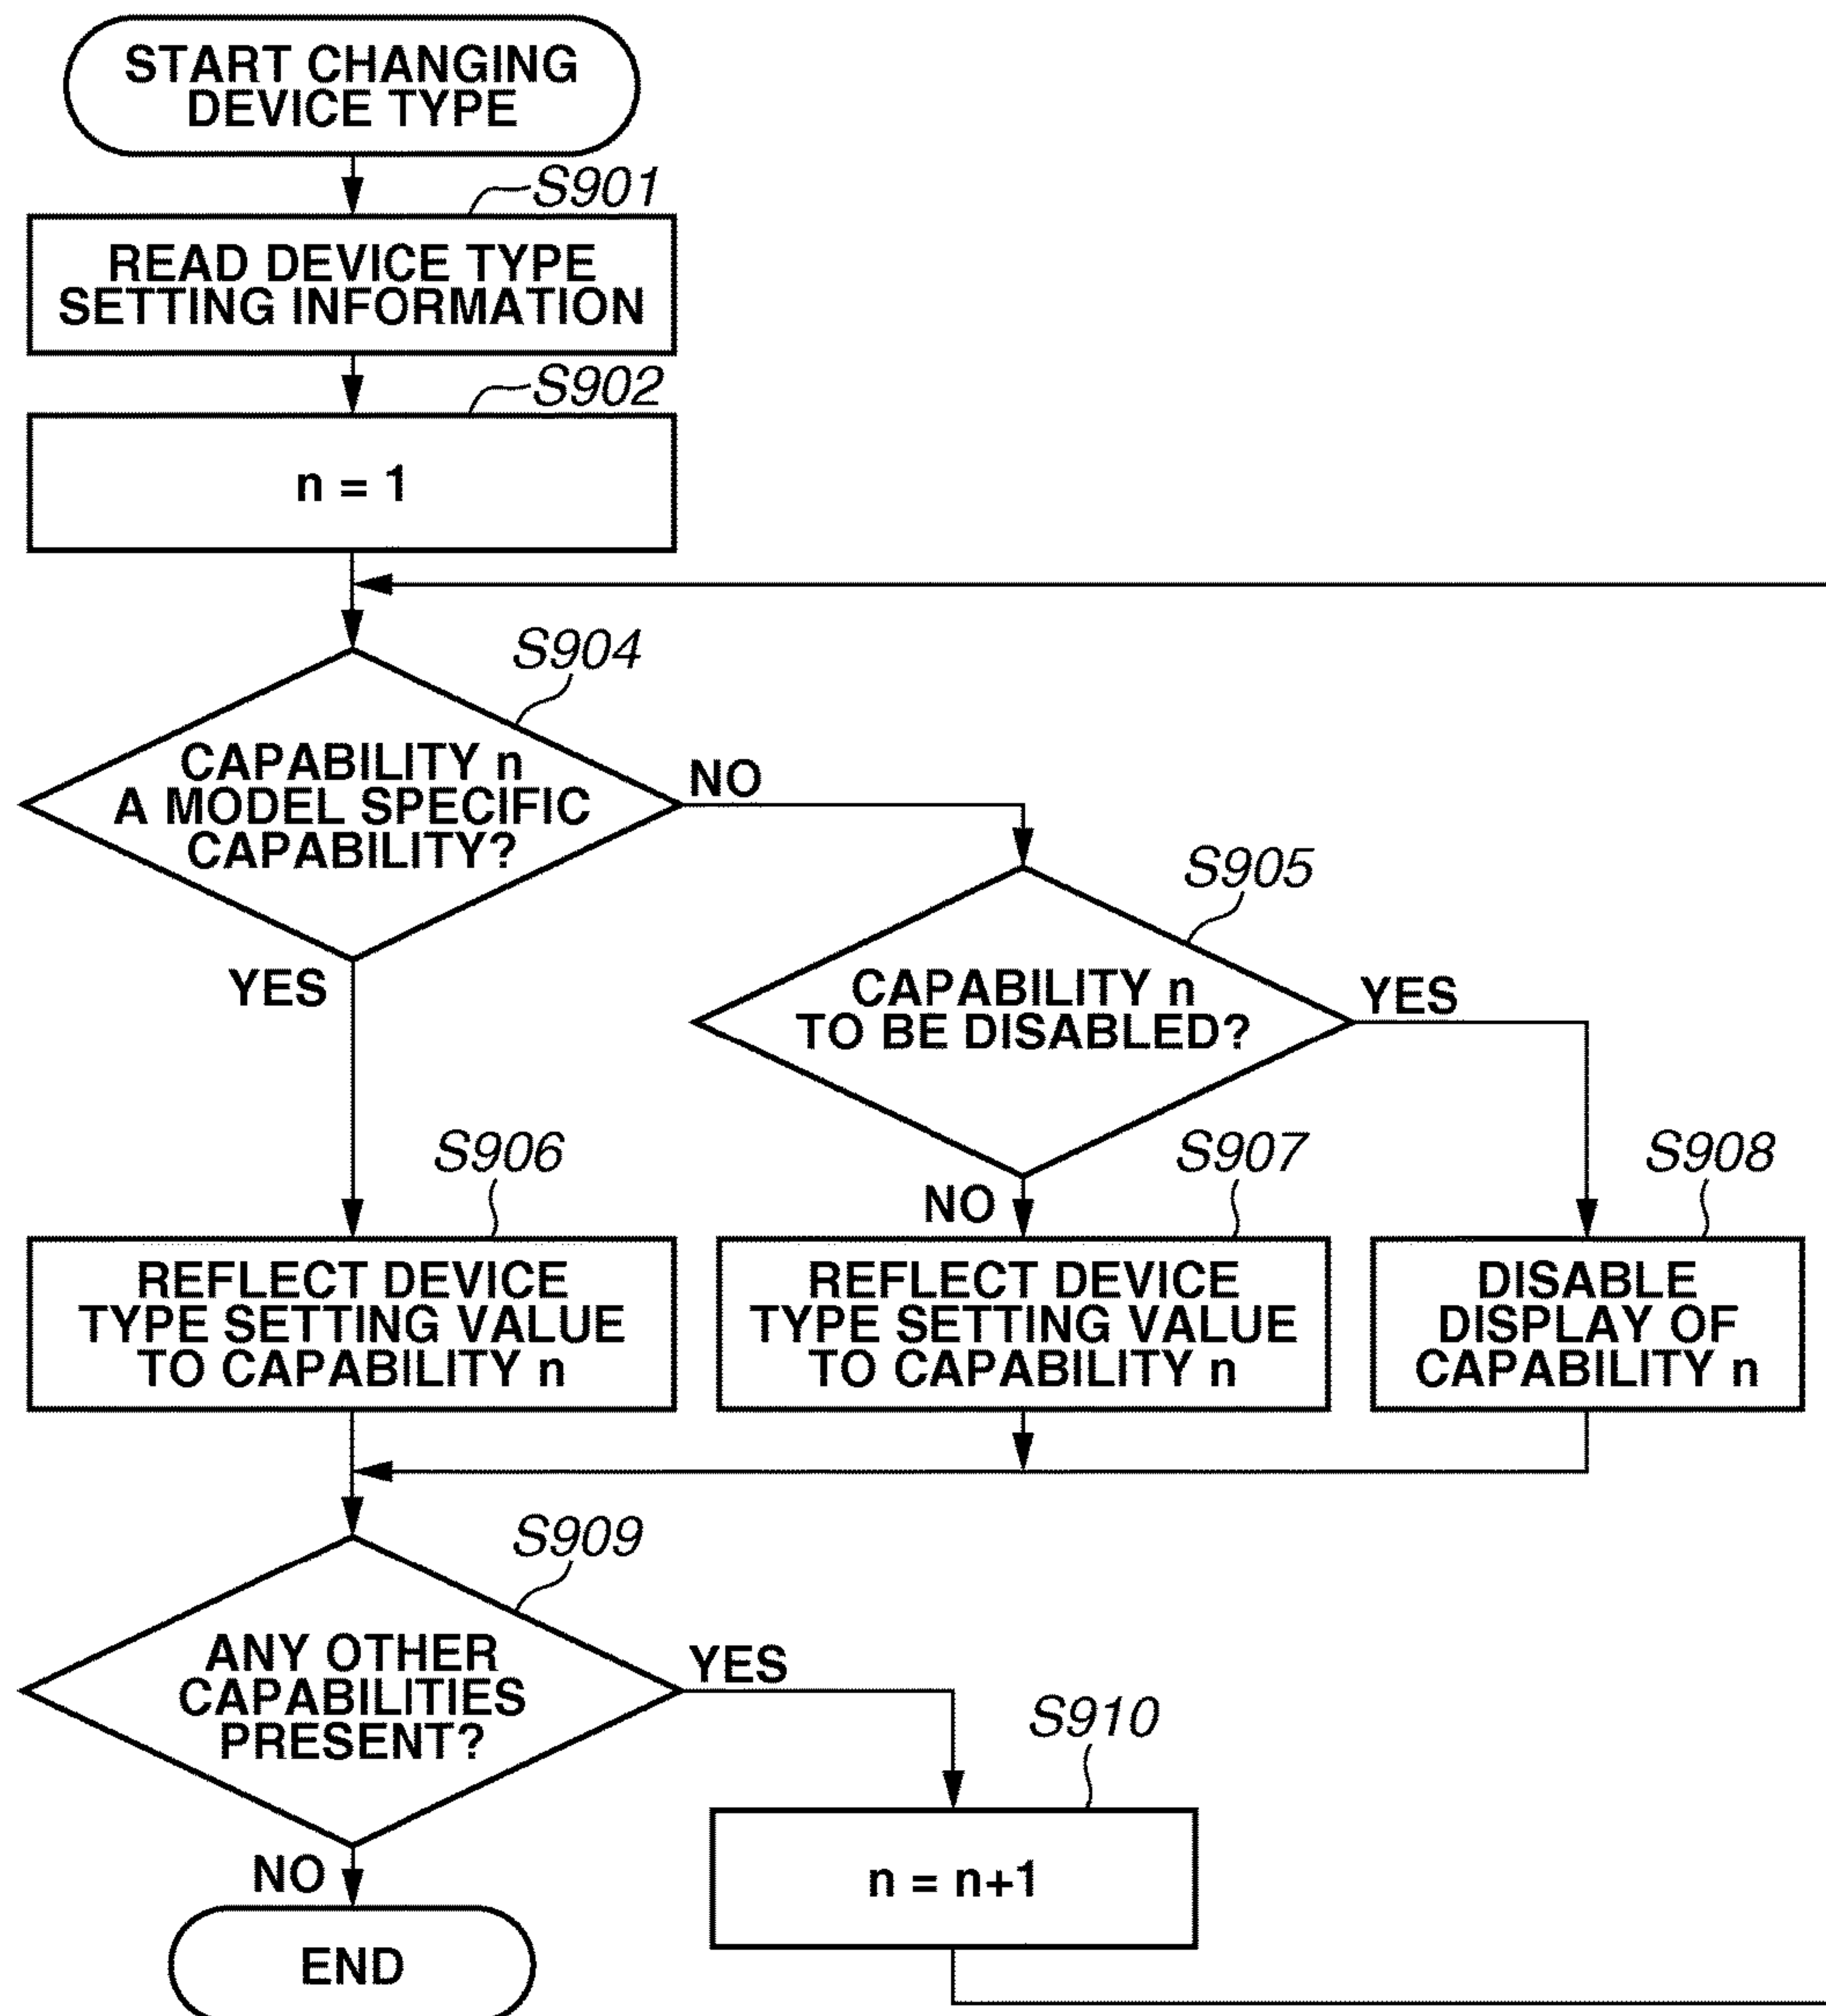 START CHANGING
DEVICE TYPE
S901
READ DEVICE TYPE
SETTING INFORMATION
S902
n = 1
S904
CAPABILITY n
A MODEL SPECIFIC
CAPABILITY?
NO
YES
S905
CAPABILITY n
TO BE DISABLED?
YES
NO
S906
REFLECT DEVICE
TYPE SETTING VALUE
TO CAPABILITY n
S907
REFLECT DEVICE
TYPE SETTING VALUE
TO CAPABILITY n
S908
DISABLE
DISPLAY OF
CAPABILITY n
S909
ANY OTHER
CAPABILITIES
PRESENT?
YES
S910
n = n+1
NO
END